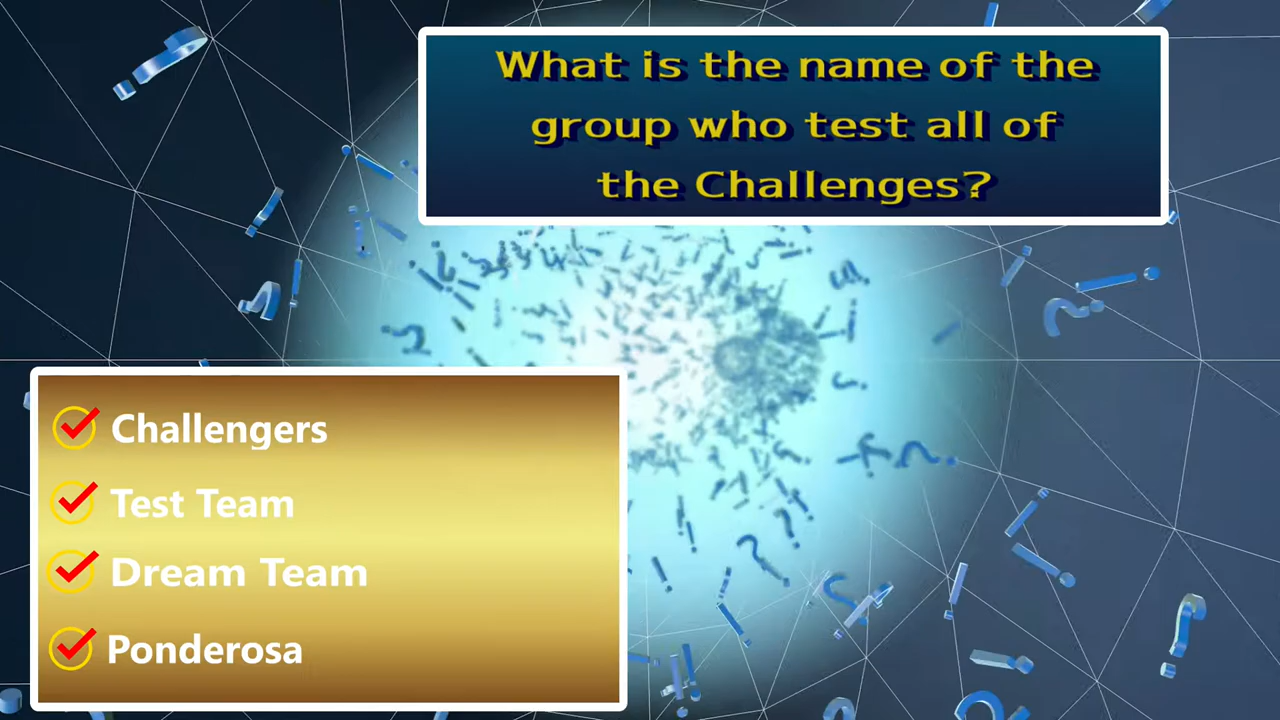 What is the name of the
group who test all of
the Challenges?
Challengers
Test Team
Dream Team
Ponderosa